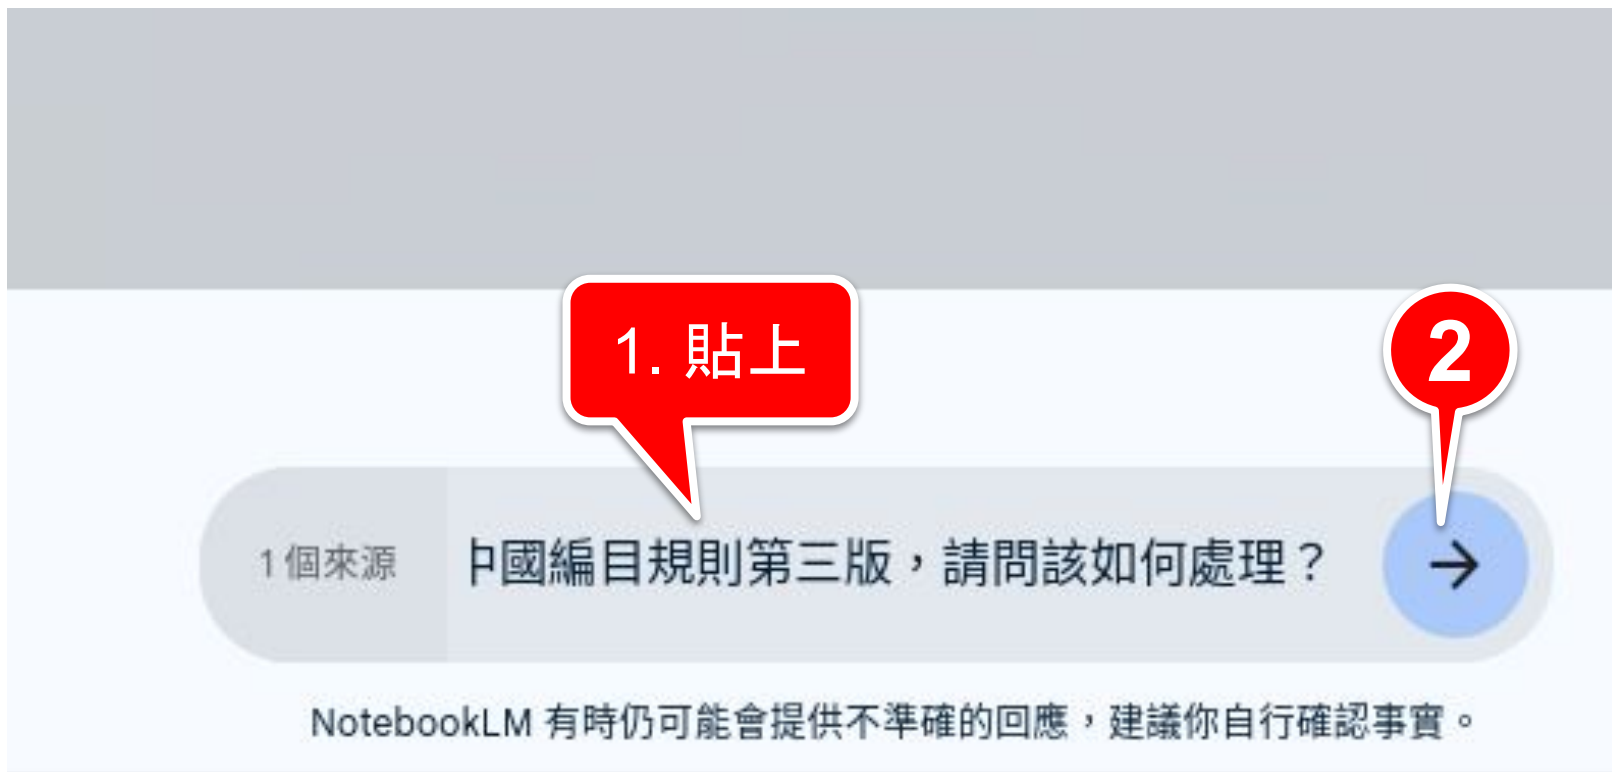 1. 貼上
2
1 個來源
中國編目規則第三版，請問該如何處理？
NotebookLM 有時仍可能會提供不準確的回應，建議你自行確認事實。